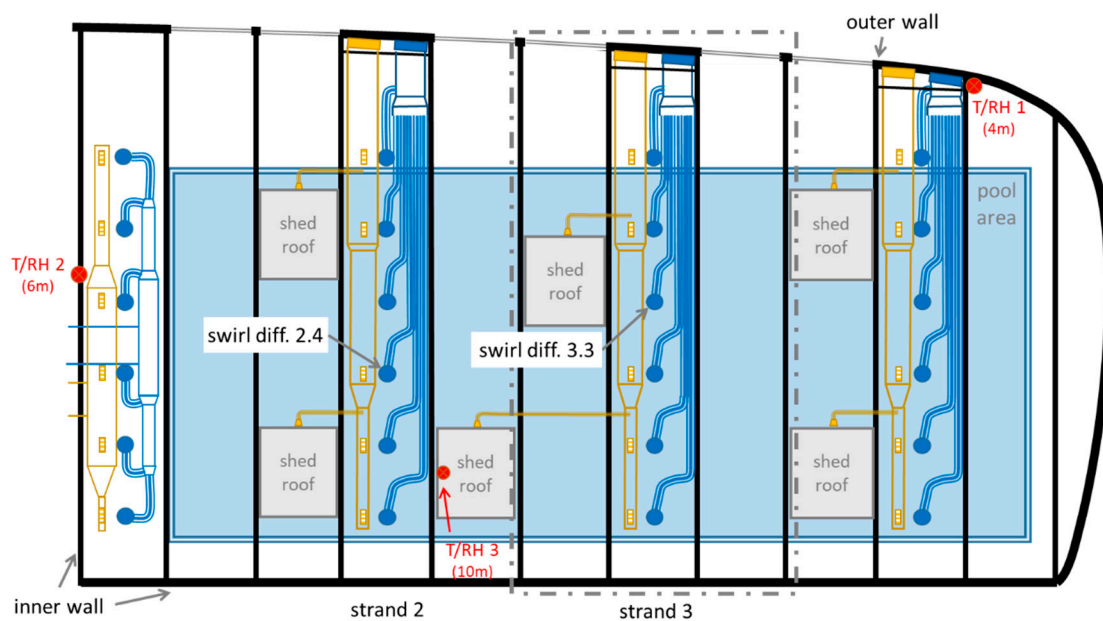 outer wall
T/RH 1
(4m)
pool
area
shed
roof
shed
roof
shed
roof
T/RH 2
(6m)
swirl diff. 2.4
swirl diff. 3.3
shed
roof
shed
roof
shed
roof
T/RH 3
(10m)
inner wall
strand 2
strand 3